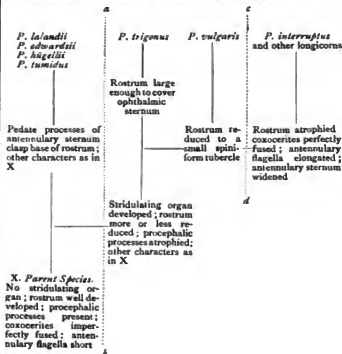 a
c
P. lalandii
P. edwardsii
P. hügellii
P. tumidus
P. trigonus
P. vulgaris
P. interruptus
and other longicorns
Rostrum large
enough to cover
ophthalmic
sternum
Pedate processes of
antennulary sternum
clasp base of rostrum;
other characters as in
X
Rostrum re-
duced to a
small spini-
form tubercle
Rostrum atrophied
coxocerites perfectly
fused; antennulary
flagella elongated;
antennulary sternum
widened
d
Stridulating organ
developed; rostrum
more or less re-
duced; procephalic
processes atrophied;
other characters as
in X
X. Parent Species.
No stridulating or-
gan; rostrum well de-
veloped; procephalic
processes present;
coxocerites imper-
fectly fused; anten-
nulary flagella short
b